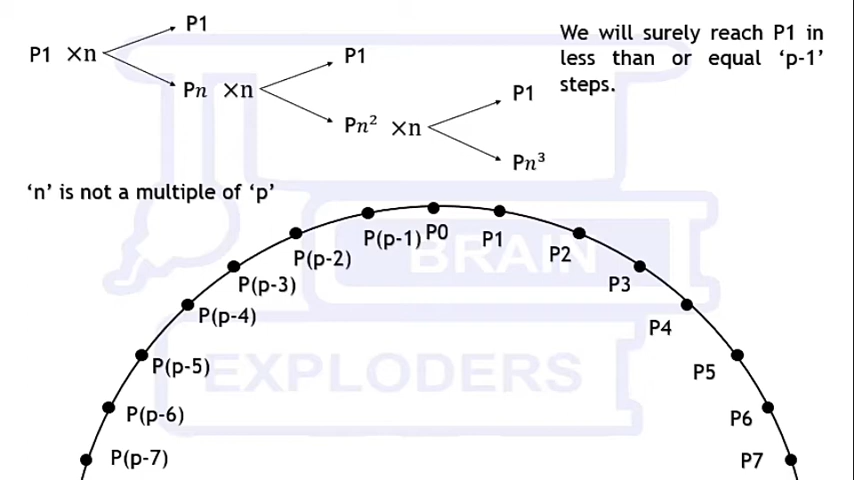 P1
P1 ×n
Pn ×n
P1
Pn² ×n
P1
Pn³
We will surely reach P1 in
less than or equal ‘p-1’
steps.
‘n’ is not a multiple of ‘p’
P(p-1) P0 P1
P(p-2) P2
P(p-3) P3
P(p-4) P4
P(p-5) P5
P(p-6) P6
P(p-7) P7
BRAIN
EXPLODERS